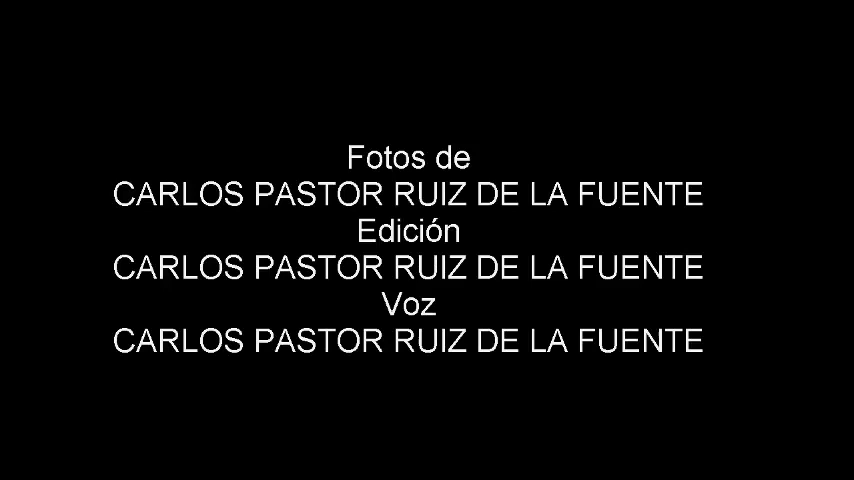 Fotos de
CARLOS PASTOR RUIZ DE LA FUENTE
Edición
CARLOS PASTOR RUIZ DE LA FUENTE
Voz
CARLOS PASTOR RUIZ DE LA FUENTE